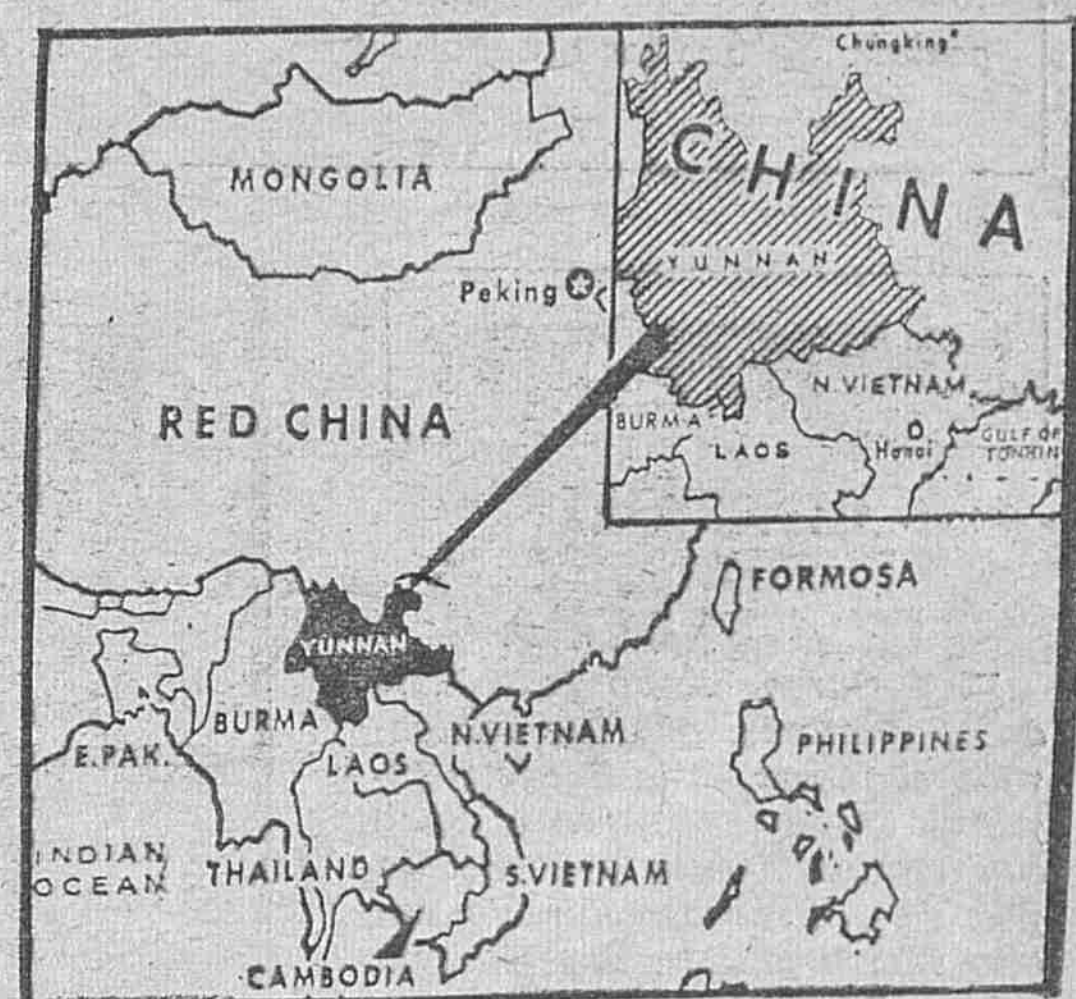 Chungking
CHINA
MONGOLIA
YUNNAN
Peking
N.VIETNAM
RED CHINA
BURMA
LAOS
Hanoi
GULF OF
TONKIN
FORMOSA
YUNNAN
BURMA
N.VIETNAM
E.PAK.
LAOS
PHILIPPINES
INDIAN
OCEAN
THAILAND
S.VIETNAM
CAMBODIA